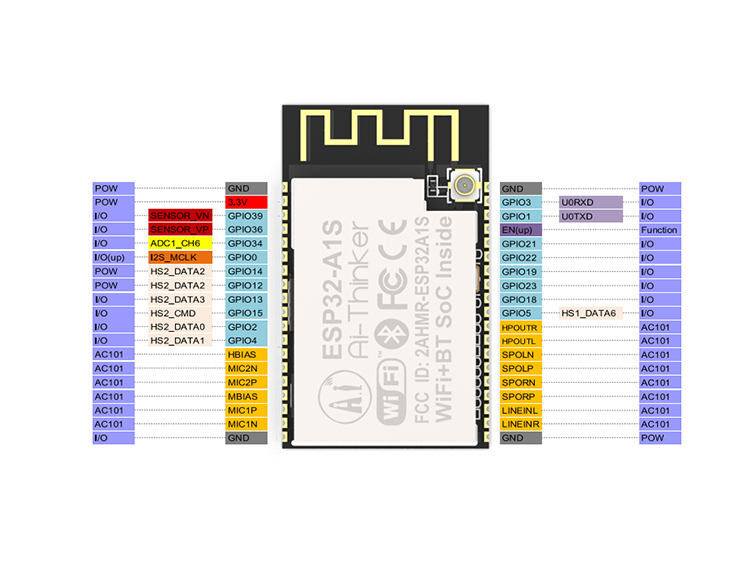 POW GND
POW 3.3V
I/O SENSOR_VN GPIO39
I/O SENSOR_VP GPIO36
I/O ADC1_CH6 GPIO34
I/O(up) I2S_MCLK GPIO0
POW HS2_DATA2 GPIO14
POW HS2_DATA2 GPIO12
I/O HS2_DATA3 GPIO13
I/O HS2_CMD GPIO15
I/O HS2_DATA0 GPIO2
I/O HS2_DATA1 GPIO4
AC101 HBIAS
AC101 MIC2N
AC101 MIC2P
AC101 MBIAS
AC101 MIC1P
AC101 MIC1N
I/O GND
ESP32-A1S
Ai-Thinker
A.i
WiFi
FC CE
FCC ID: 2AHMR-ESP32A1S
WiFi+BT SoC Inside
GND POW
GPIO3 U0RXD I/O
GPIO1 U0TXD I/O
EN(up) Function
GPIO21 I/O
GPIO22 I/O
GPIO19 I/O
GPIO23 I/O
GPIO18 I/O
GPIO5 HS1_DATA6 I/O
HPOUTR AC101
HPOUTL AC101
SPOLN AC101
SPOLP AC101
SPORN AC101
SPORP AC101
LINEINL AC101
LINEINR AC101
GND POW